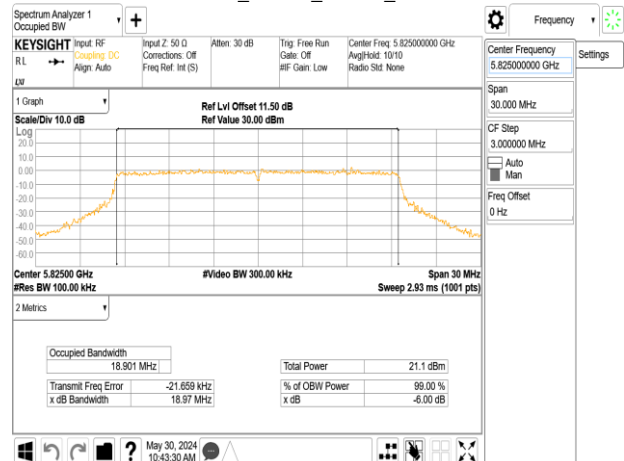 Spectrum Analyzer 1
Occupied BW
Frequency
KEYSIGHT
Input: RF
Coupling: DC
Align: Auto
Input Z: 50 Ω
Corrections: Off
Freq Ref: Int (S)
Atten: 30 dB
Trig: Free Run
Gate: Off
#IF Gain: Low
Center Freq: 5.825000000 GHz
Avg|Hold: 10/10
Radio Std: None
RL
LXI
Center Frequency
5.825000000 GHz
Settings
Span
30.000 MHz
CF Step
3.000000 MHz
Auto
Man
Freq Offset
0 Hz
1 Graph
Ref Lvl Offset 11.50 dB
Scale/Div 10.0 dB
Ref Value 30.00 dBm
Log
20.0
10.0
0.00
-10.0
-20.0
-30.0
-40.0
-50.0
-60.0
Center 5.82500 GHz
#Video BW 300.00 kHz
Span 30 MHz
#Res BW 100.00 kHz
Sweep 2.93 ms (1001 pts)
2 Metrics
Occupied Bandwidth
18.901 MHz
Total Power
21.1 dBm
Transmit Freq Error
-21.659 kHz
% of OBW Power
99.00 %
x dB Bandwidth
18.97 MHz
x dB
-6.00 dB
?
May 30, 2024
10:43:30 AM